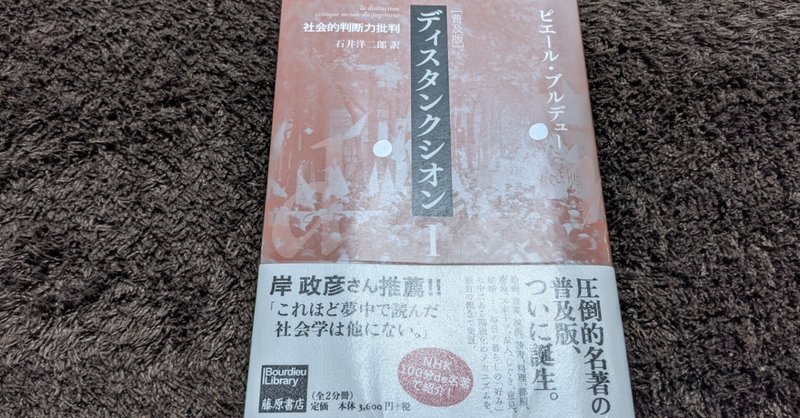 la distinction
critique sociale du jugement
社会的判断力批判
石井洋二郎 訳
[普及版]
ディスタンクシオン
I
ピエール・ブルデュー
圧倒的名著の
普及版、
ついに誕生。
岸 政彦さん推薦!!
「これほど夢中で読んだ
社会学は他にない。」
NHK
100分de名著
で紹介!
Bourdieu
Library
藤原書店
(全2分冊)
定価 本体3,600円+税